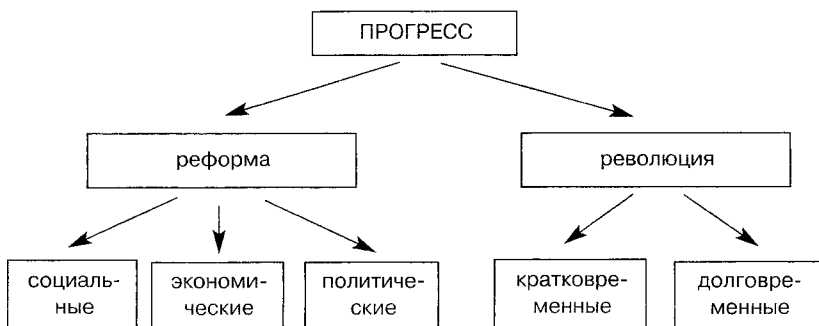 ПРОГРЕСС
реформа
революция
социаль-
ные
экономи-
ческие
политиче-
ские
кратковре-
менные
долговре-
менные